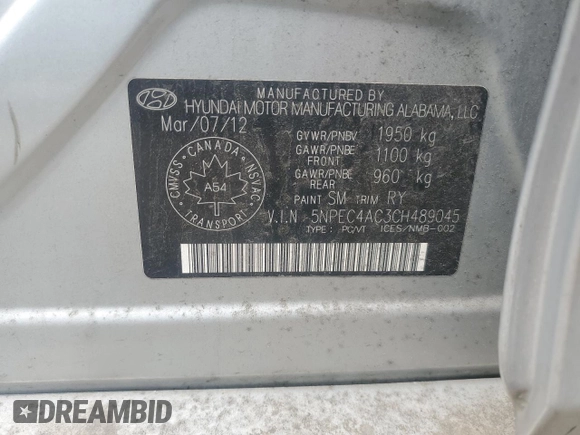 MANUFACTURED BY
HYUNDAI MOTOR MANUFACTURING ALABAMA, LLC.
Mar/07/12
GVWR/PNBV 1950 kg
GAWR/PNBE FRONT 1100 kg
GAWR/PNBE REAR 960 kg
PAINT SM TRIM RY
V.I.N : 5NPEC4AC3CH489045
TYPE : PC/VT ICES/NMB-002
CANADA
CMVSS
NSVAC
A54
TRANSPORT
DREAMBID